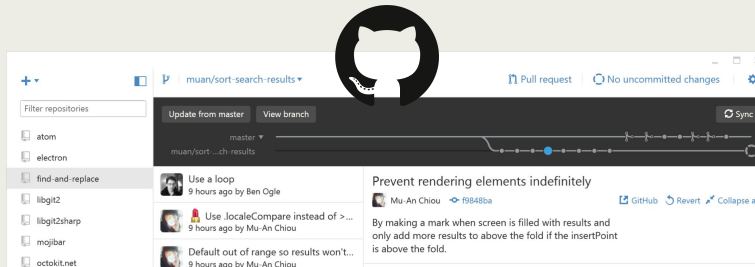 muan/sort-search-results
Pull request
No uncommitted changes
Filter repositories
atom
electron
find-and-replace
libgit2
libgit2sharp
mojibar
octokit.net
Update from master
View branch
Sync
master
muan/sort-...ch-results
Use a loop
9 hours ago by Ben Ogle
Use .localeCompare instead of >...
9 hours ago by Mu-An Chiou
Default out of range so results won't...
9 hours ago by Mu-An Chiou
Prevent rendering elements indefinitely
Mu-An Chiou
f9848ba
GitHub
Revert
Collapse a
By making a mark when screen is filled with results and
only add more results to above the fold if the insertPoint
is above the fold.